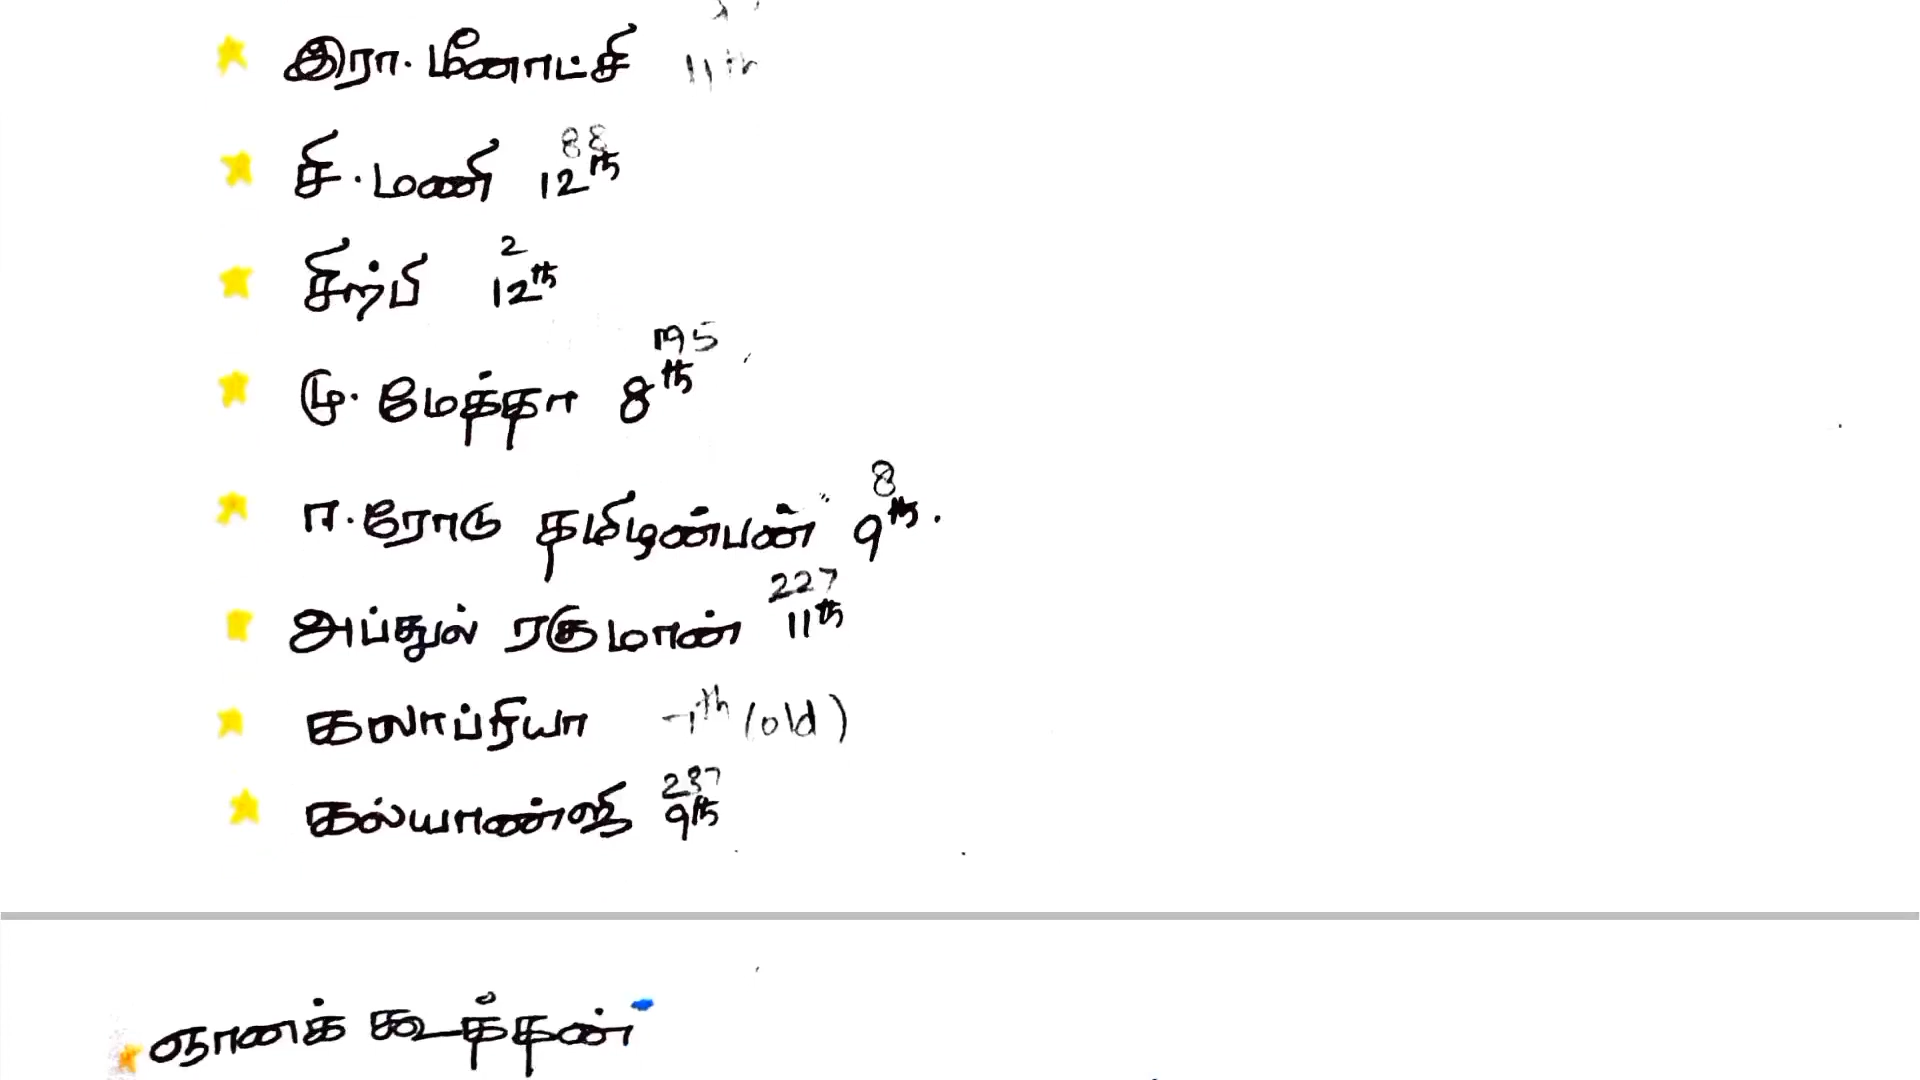 இரா. மீனாட்சி 11th
88
சி. மணி 12th
2
சிற்பி 12th
195
மு. மேத்தா 8th
8
ஈ.ரோடு தமிழன்பன் 9th.
227
அப்துல் ரகுமான் 11th
கலாப்ரியா 7th (old)
237
கல்யாண்ஜி 9th
ஞானக் கூத்தன்